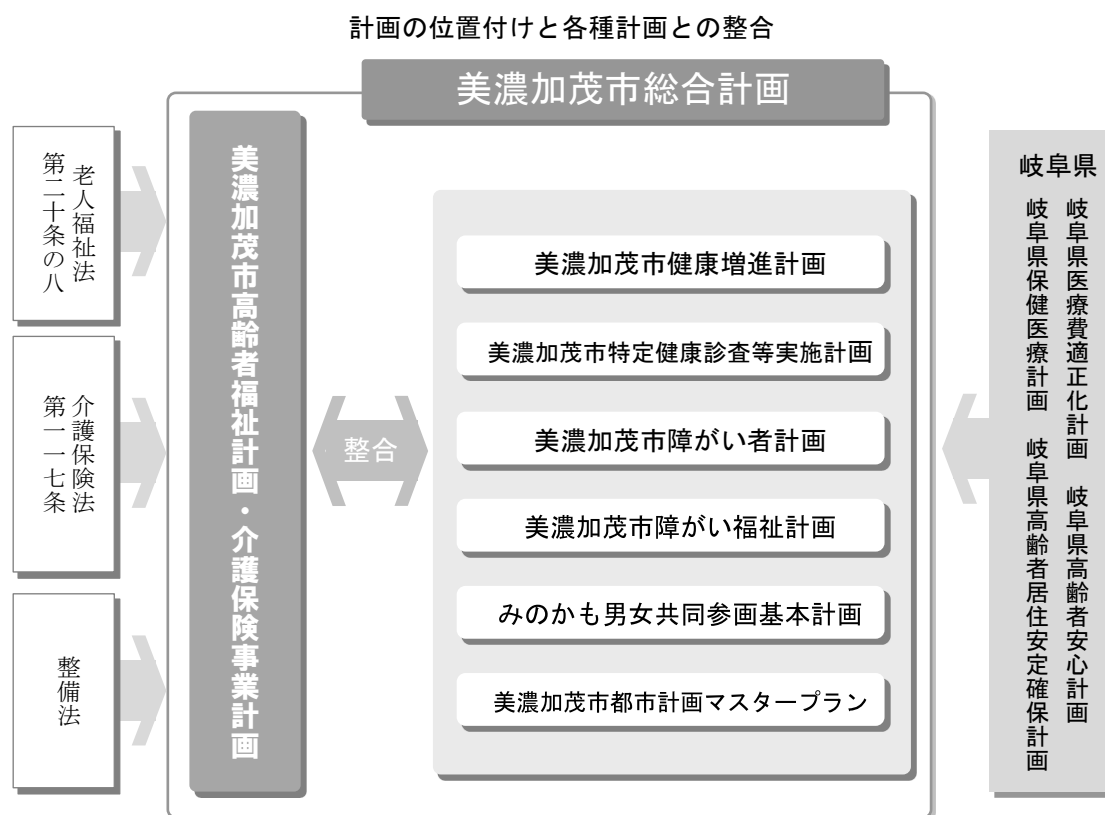 計画の位置付けと各種計画との整合
美濃加茂市総合計画
老人福祉法
第二十条の八
介護保険法
第一一七条
整備法
美濃加茂市高齢者福祉計画・介護保険事業計画
整合
美濃加茂市健康増進計画
美濃加茂市特定健康診査等実施計画
美濃加茂市障がい者計画
美濃加茂市障がい福祉計画
みのかも男女共同参画基本計画
美濃加茂市都市計画マスタープラン
岐阜県
岐阜県医療費適正化計画　岐阜県高齢者安心計画
岐阜県保健医療計画　岐阜県高齢者居住安定確保計画